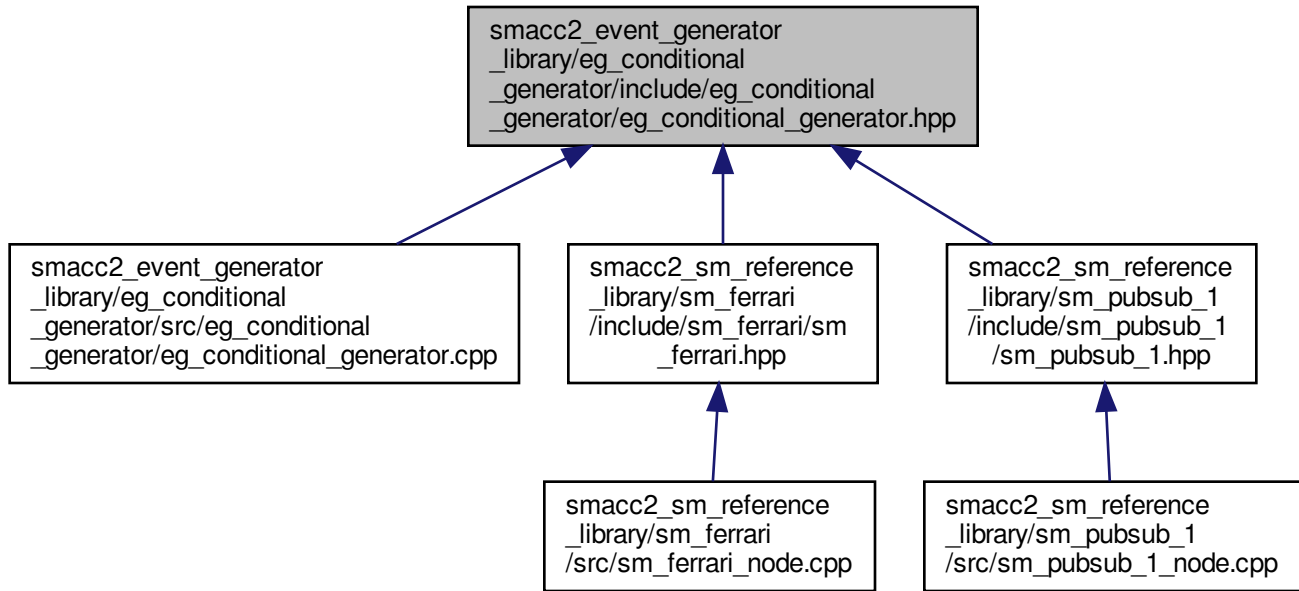 smacc2_event_generator
_library/eg_conditional
_generator/include/eg_conditional
_generator/eg_conditional_generator.hpp
smacc2_event_generator
_library/eg_conditional
_generator/src/eg_conditional
_generator/eg_conditional_generator.cpp
smacc2_sm_reference
_library/sm_ferrari
/include/sm_ferrari/sm
_ferrari.hpp
smacc2_sm_reference
_library/sm_pubsub_1
/include/sm_pubsub_1
/sm_pubsub_1.hpp
smacc2_sm_reference
_library/sm_ferrari
/src/sm_ferrari_node.cpp
smacc2_sm_reference
_library/sm_pubsub_1
/src/sm_pubsub_1_node.cpp